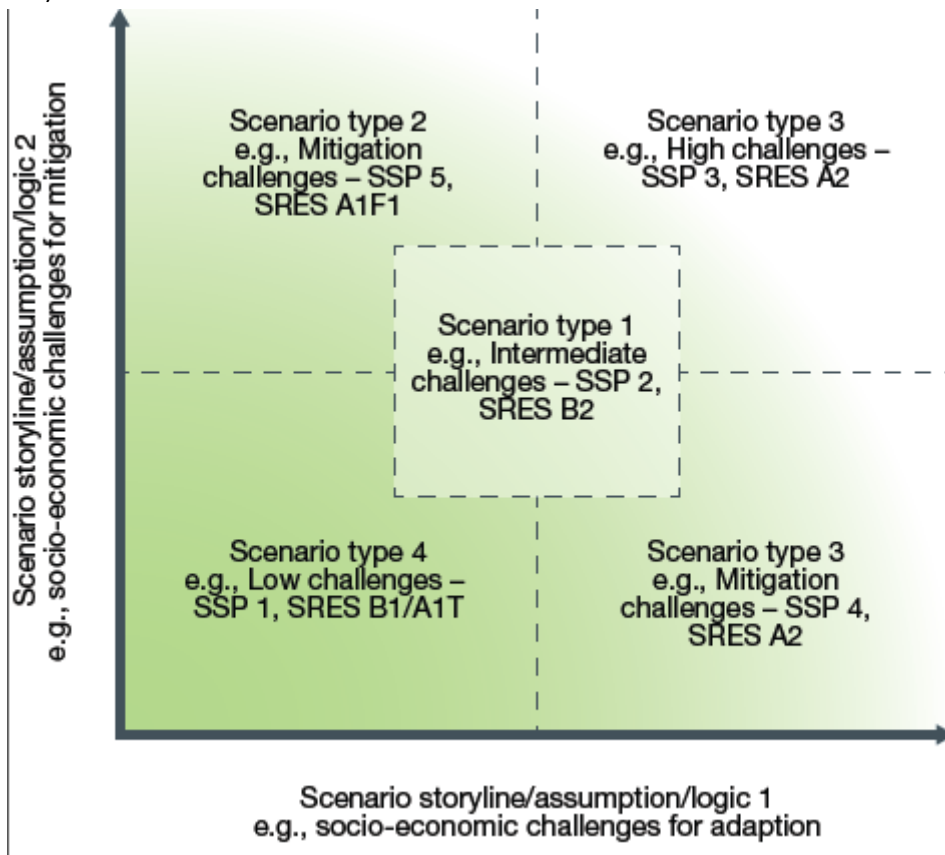 Scenario storyline/assumption/logic 2
e.g., socio-economic challenges for mitigation
Scenario type 2
e.g., Mitigation
challenges – SSP 5,
SRES A1F1
Scenario type 3
e.g., High challenges –
SSP 3, SRES A2
Scenario type 1
e.g., Intermediate
challenges – SSP 2,
SRES B2
Scenario type 4
e.g., Low challenges –
SSP 1, SRES B1/A1T
Scenario type 3
e.g., Mitigation
challenges – SSP 4,
SRES A2
Scenario storyline/assumption/logic 1
e.g., socio-economic challenges for adaption